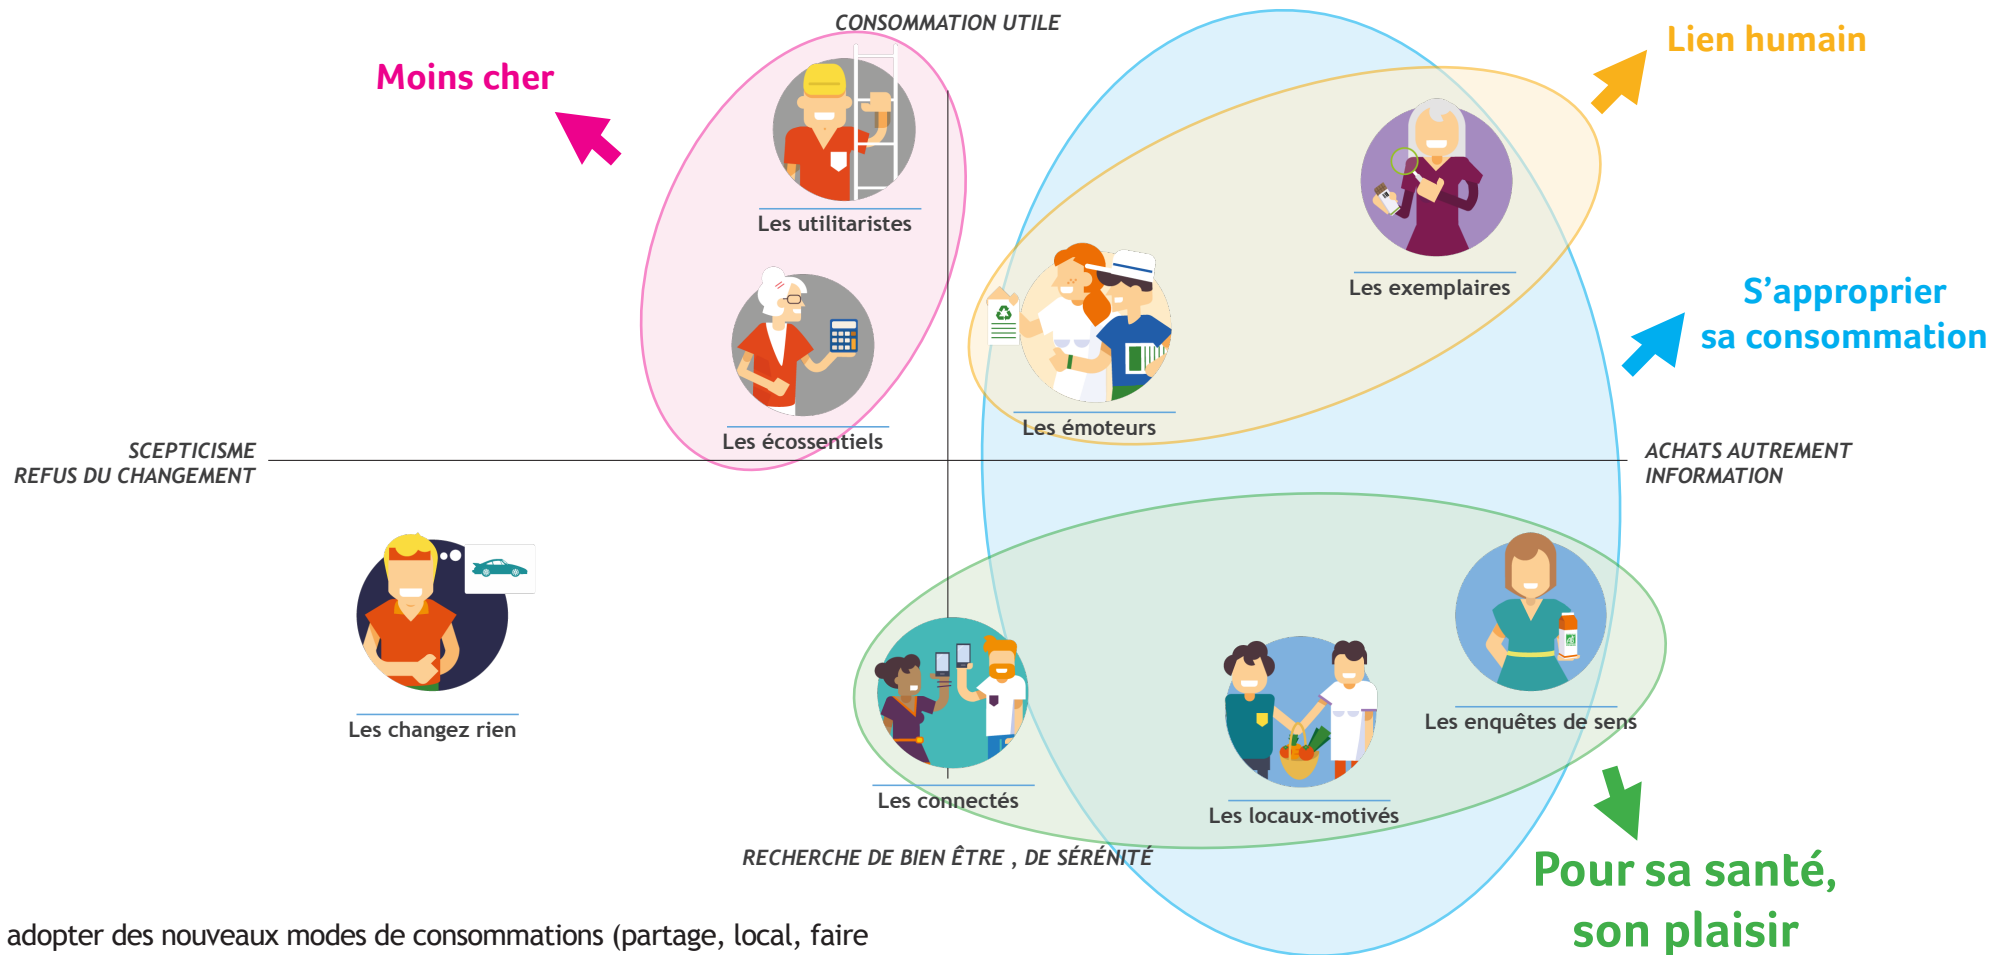 CONSOMMATION UTILE
Lien humain
Moins cher
Les utilitaristes
Les exemplaires
S’approprier
sa consommation
Les émoteurs
Les écossentiels
SCEPTICISME
REFUS DU CHANGEMENT
ACHATS AUTREMENT
INFORMATION
Les changez rien
Les enquêtes de sens
Les connectés
Les locaux-motivés
RECHERCHE DE BIEN ÊTRE , DE SÉRÉNITÉ
Pour sa santé,
son plaisir
adopter des nouveaux modes de consommations (partage, local, faire